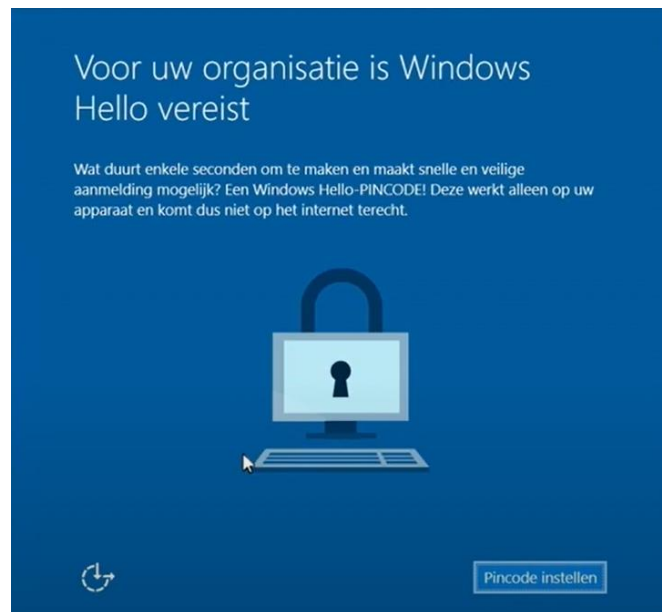 Voor uw organisatie is Windows
Hello vereist
Wat duurt enkele seconden om te maken en maakt snelle en veilige
aanmelding mogelijk? Een Windows Hello-PINCODE! Deze werkt alleen op uw
apparaat en komt dus niet op het internet terecht.
Pincode instellen